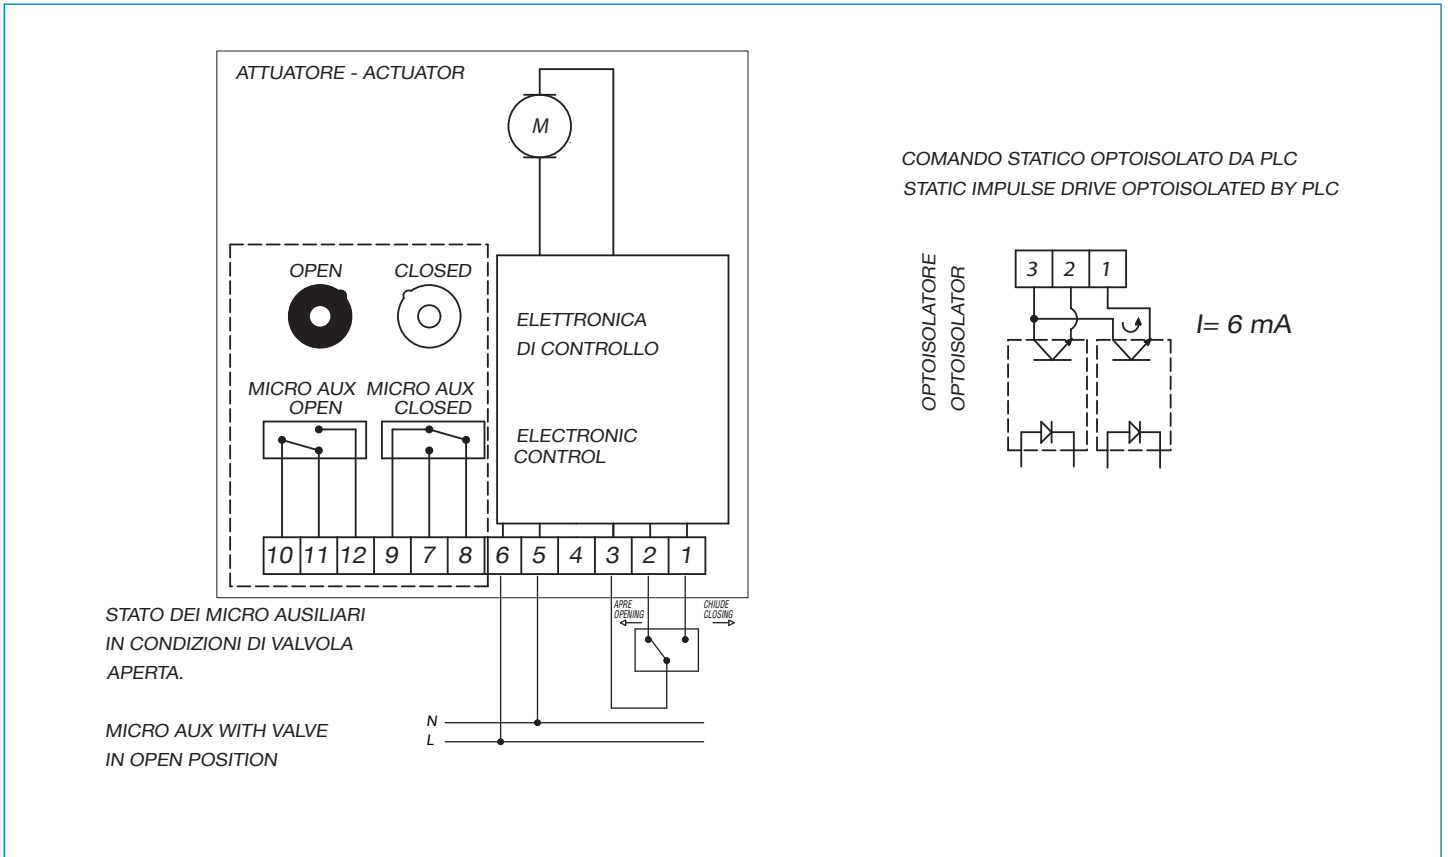 ATTUATORE - ACTUATOR
M
OPEN CLOSED
MICRO AUX MICRO AUX
OPEN CLOSED
ELETTRONICA
DI CONTROLLO
ELECTRONIC
CONTROL
10 11 12 9 7 8 6 5 4 3 2 1
APRE
OPENING
CHIUDE
CLOSING
STATO DEI MICRO AUSILIARI
IN CONDIZIONI DI VALVOLA
APERTA.
MICRO AUX WITH VALVE
IN OPEN POSITION
N
L
COMANDO STATICO OPTOISOLATO DA PLC
STATIC IMPULSE DRIVE OPTOISOLATED BY PLC
OPTOISOLATORE
OPTOISOLATOR
3 2 1
I= 6 mA